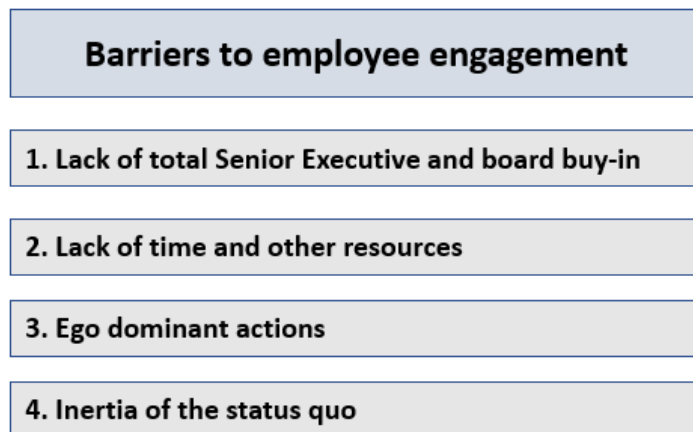 Barriers to employee engagement
1. Lack of total Senior Executive and board buy-in
2. Lack of time and other resources
3. Ego dominant actions
4. Inertia of the status quo